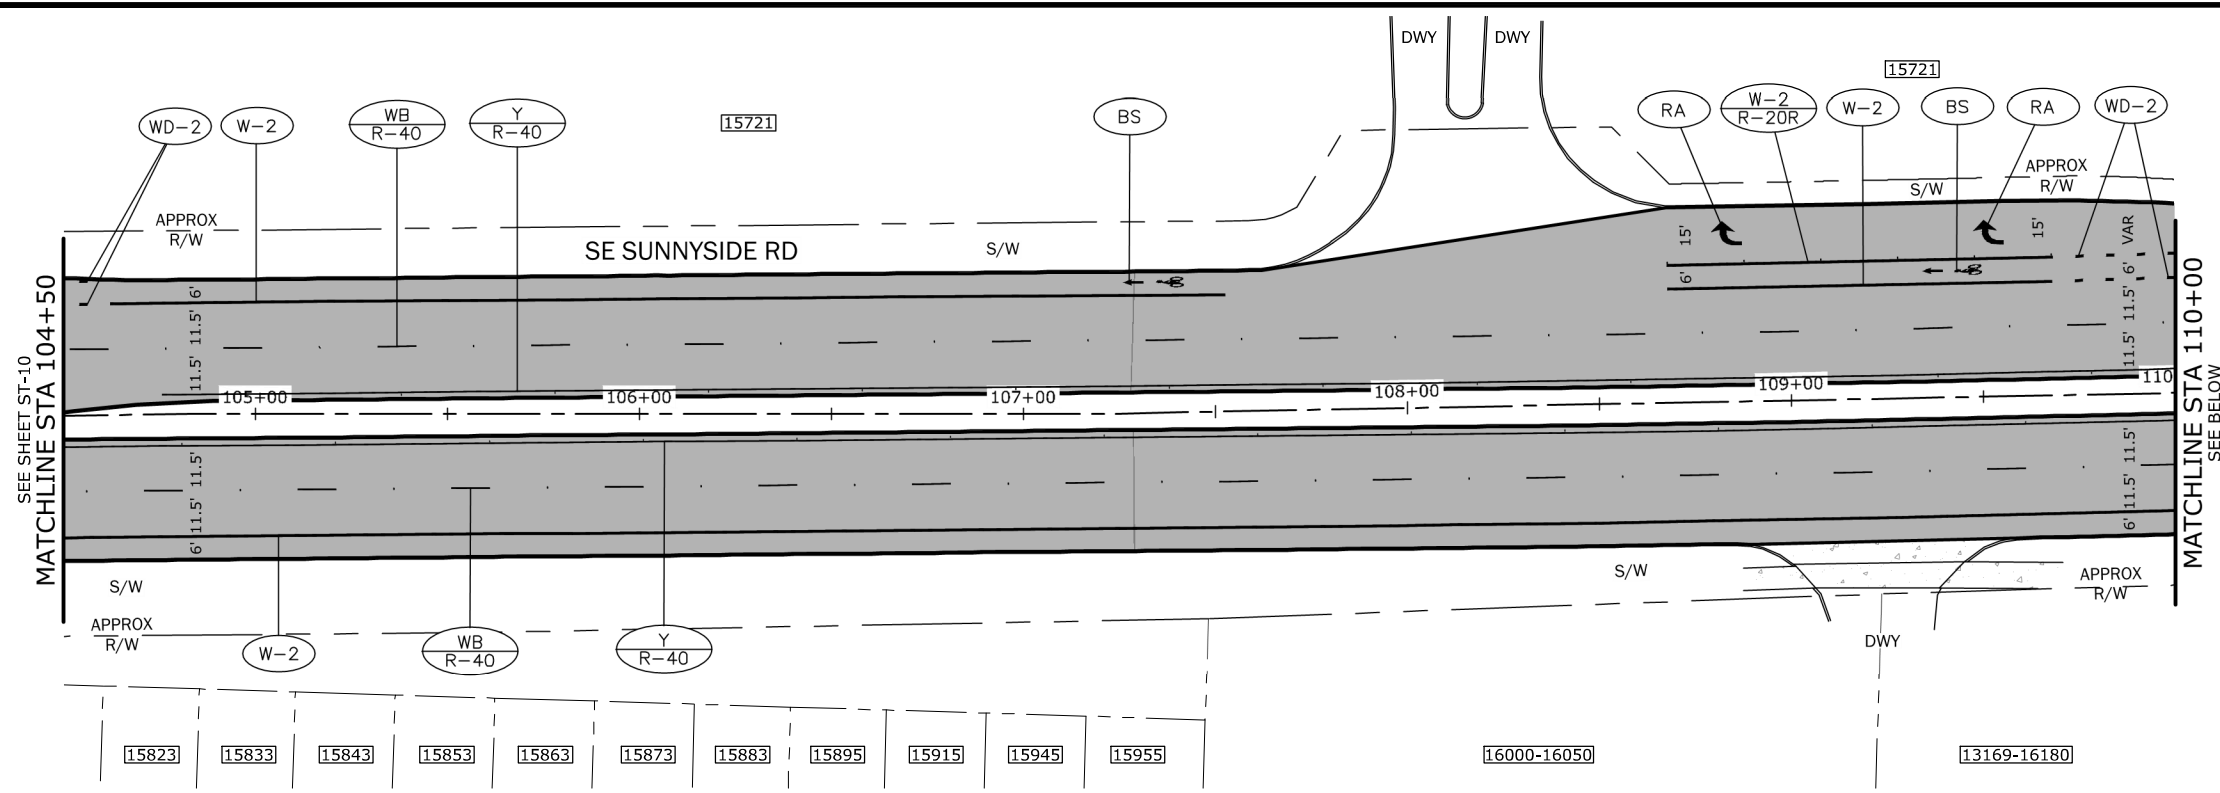 DWY
DWY
15721
WD-2
W-2
WB
R-40
Y
R-40
15721
BS
RA
W-2
R-20R
W-2
BS
RA
WD-2
APPROX
R/W
SE SUNNYSIDE RD
S/W
S/W
APPROX
R/W
15'
15'
VAR
6'
6'
6'
11.5'
11.5'
11.5'
11.5'
SEE SHEET ST-10
MATCHLINE STA 104+50
105+00
106+00
107+00
108+00
109+00
110
MATCHLINE STA 110+00
SEE BELOW
11.5'
11.5'
6'
11.5'
11.5'
6'
S/W
S/W
APPROX
R/W
APPROX
R/W
W-2
WB
R-40
Y
R-40
DWY
15823
15833
15843
15853
15863
15873
15883
15895
15915
15945
15955
16000-16050
13169-16180